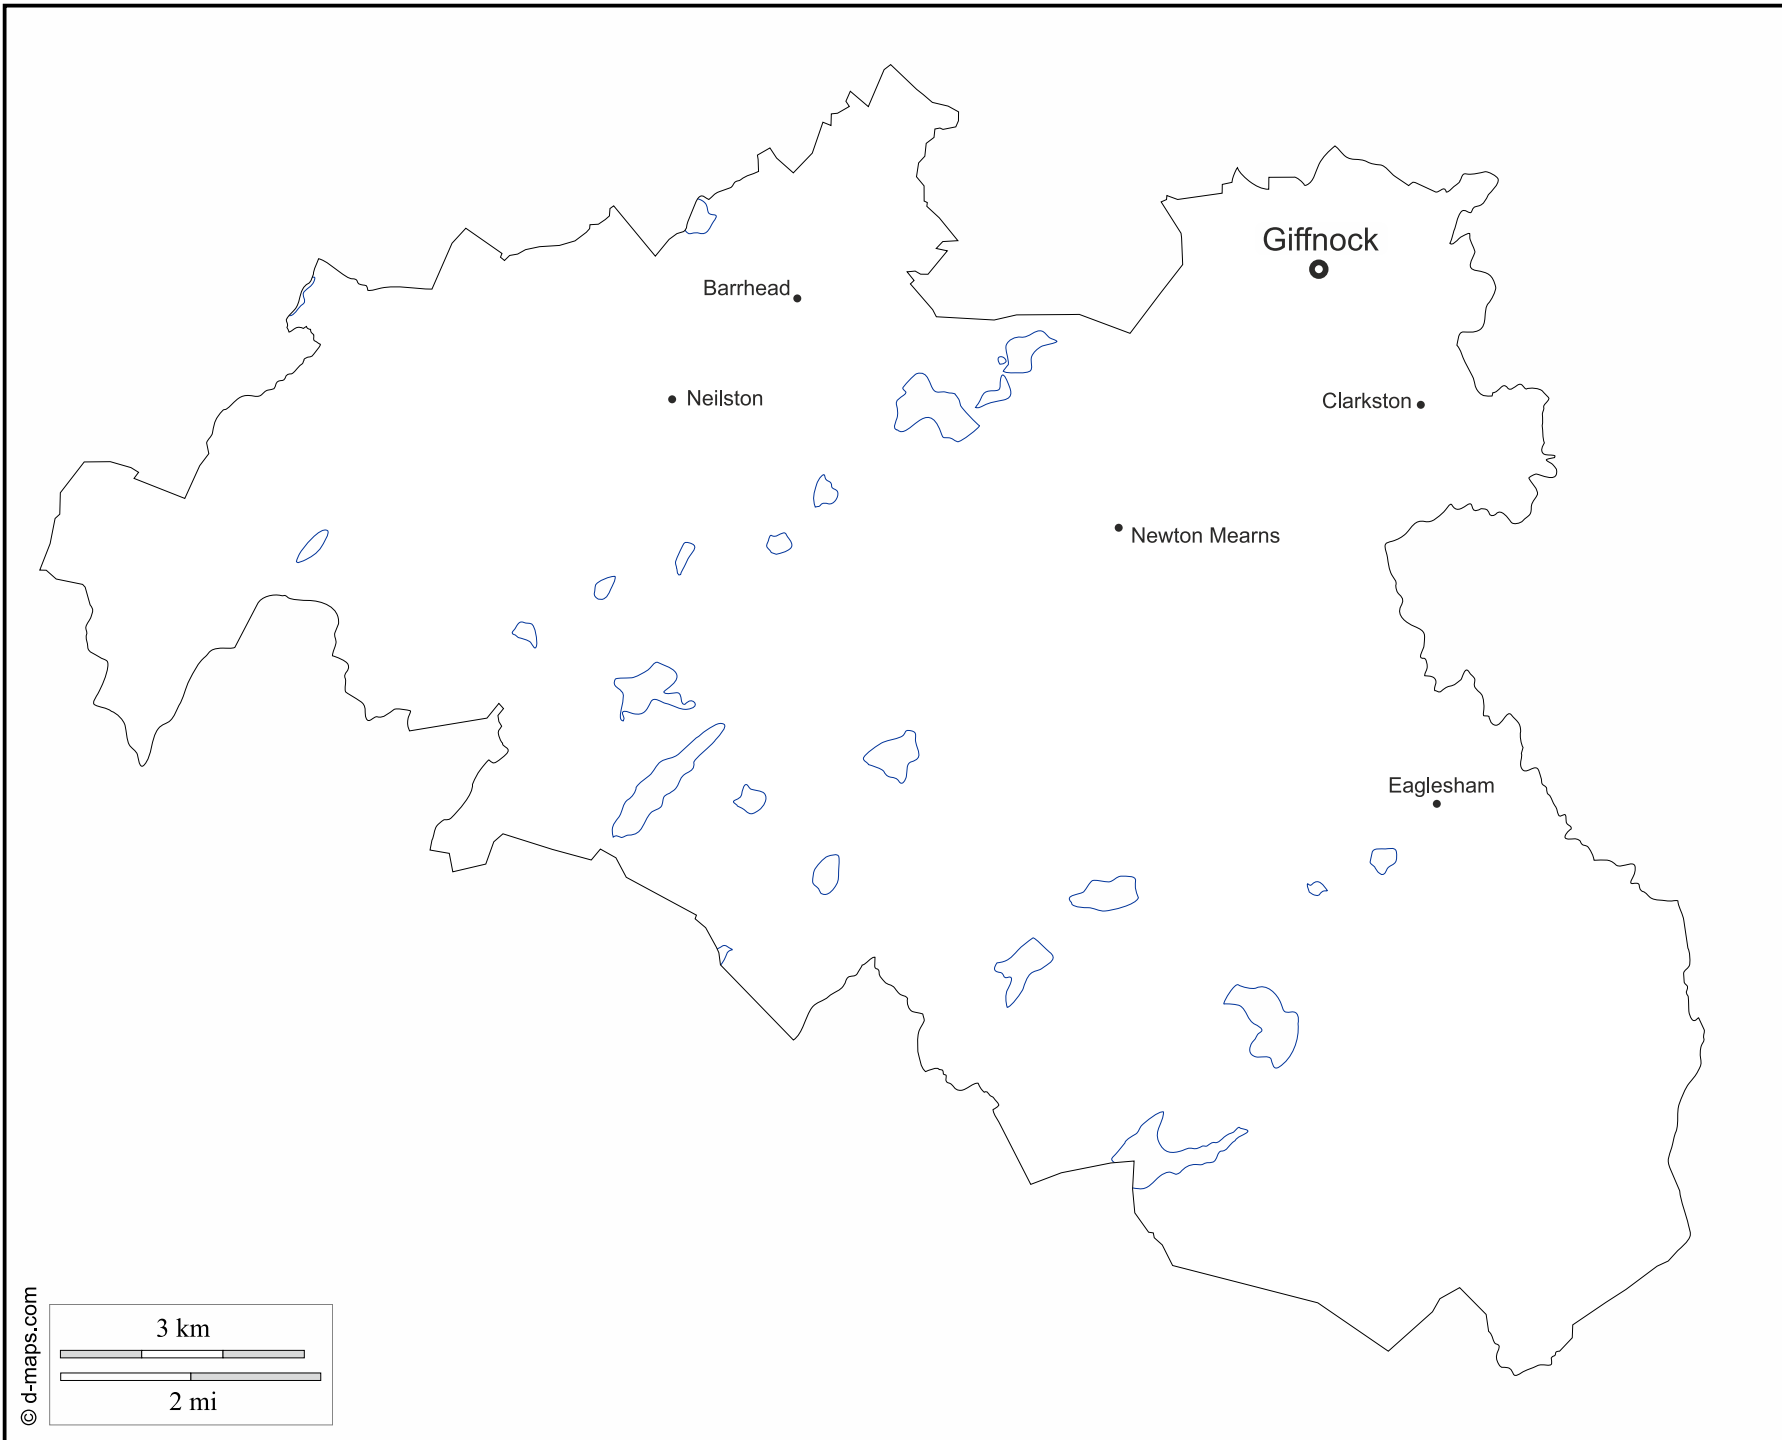 Giffnock
Barrhead
Neilston
Clarkston
Newton Mearns
Eaglesham
3 km
2 mi
© d-maps.com